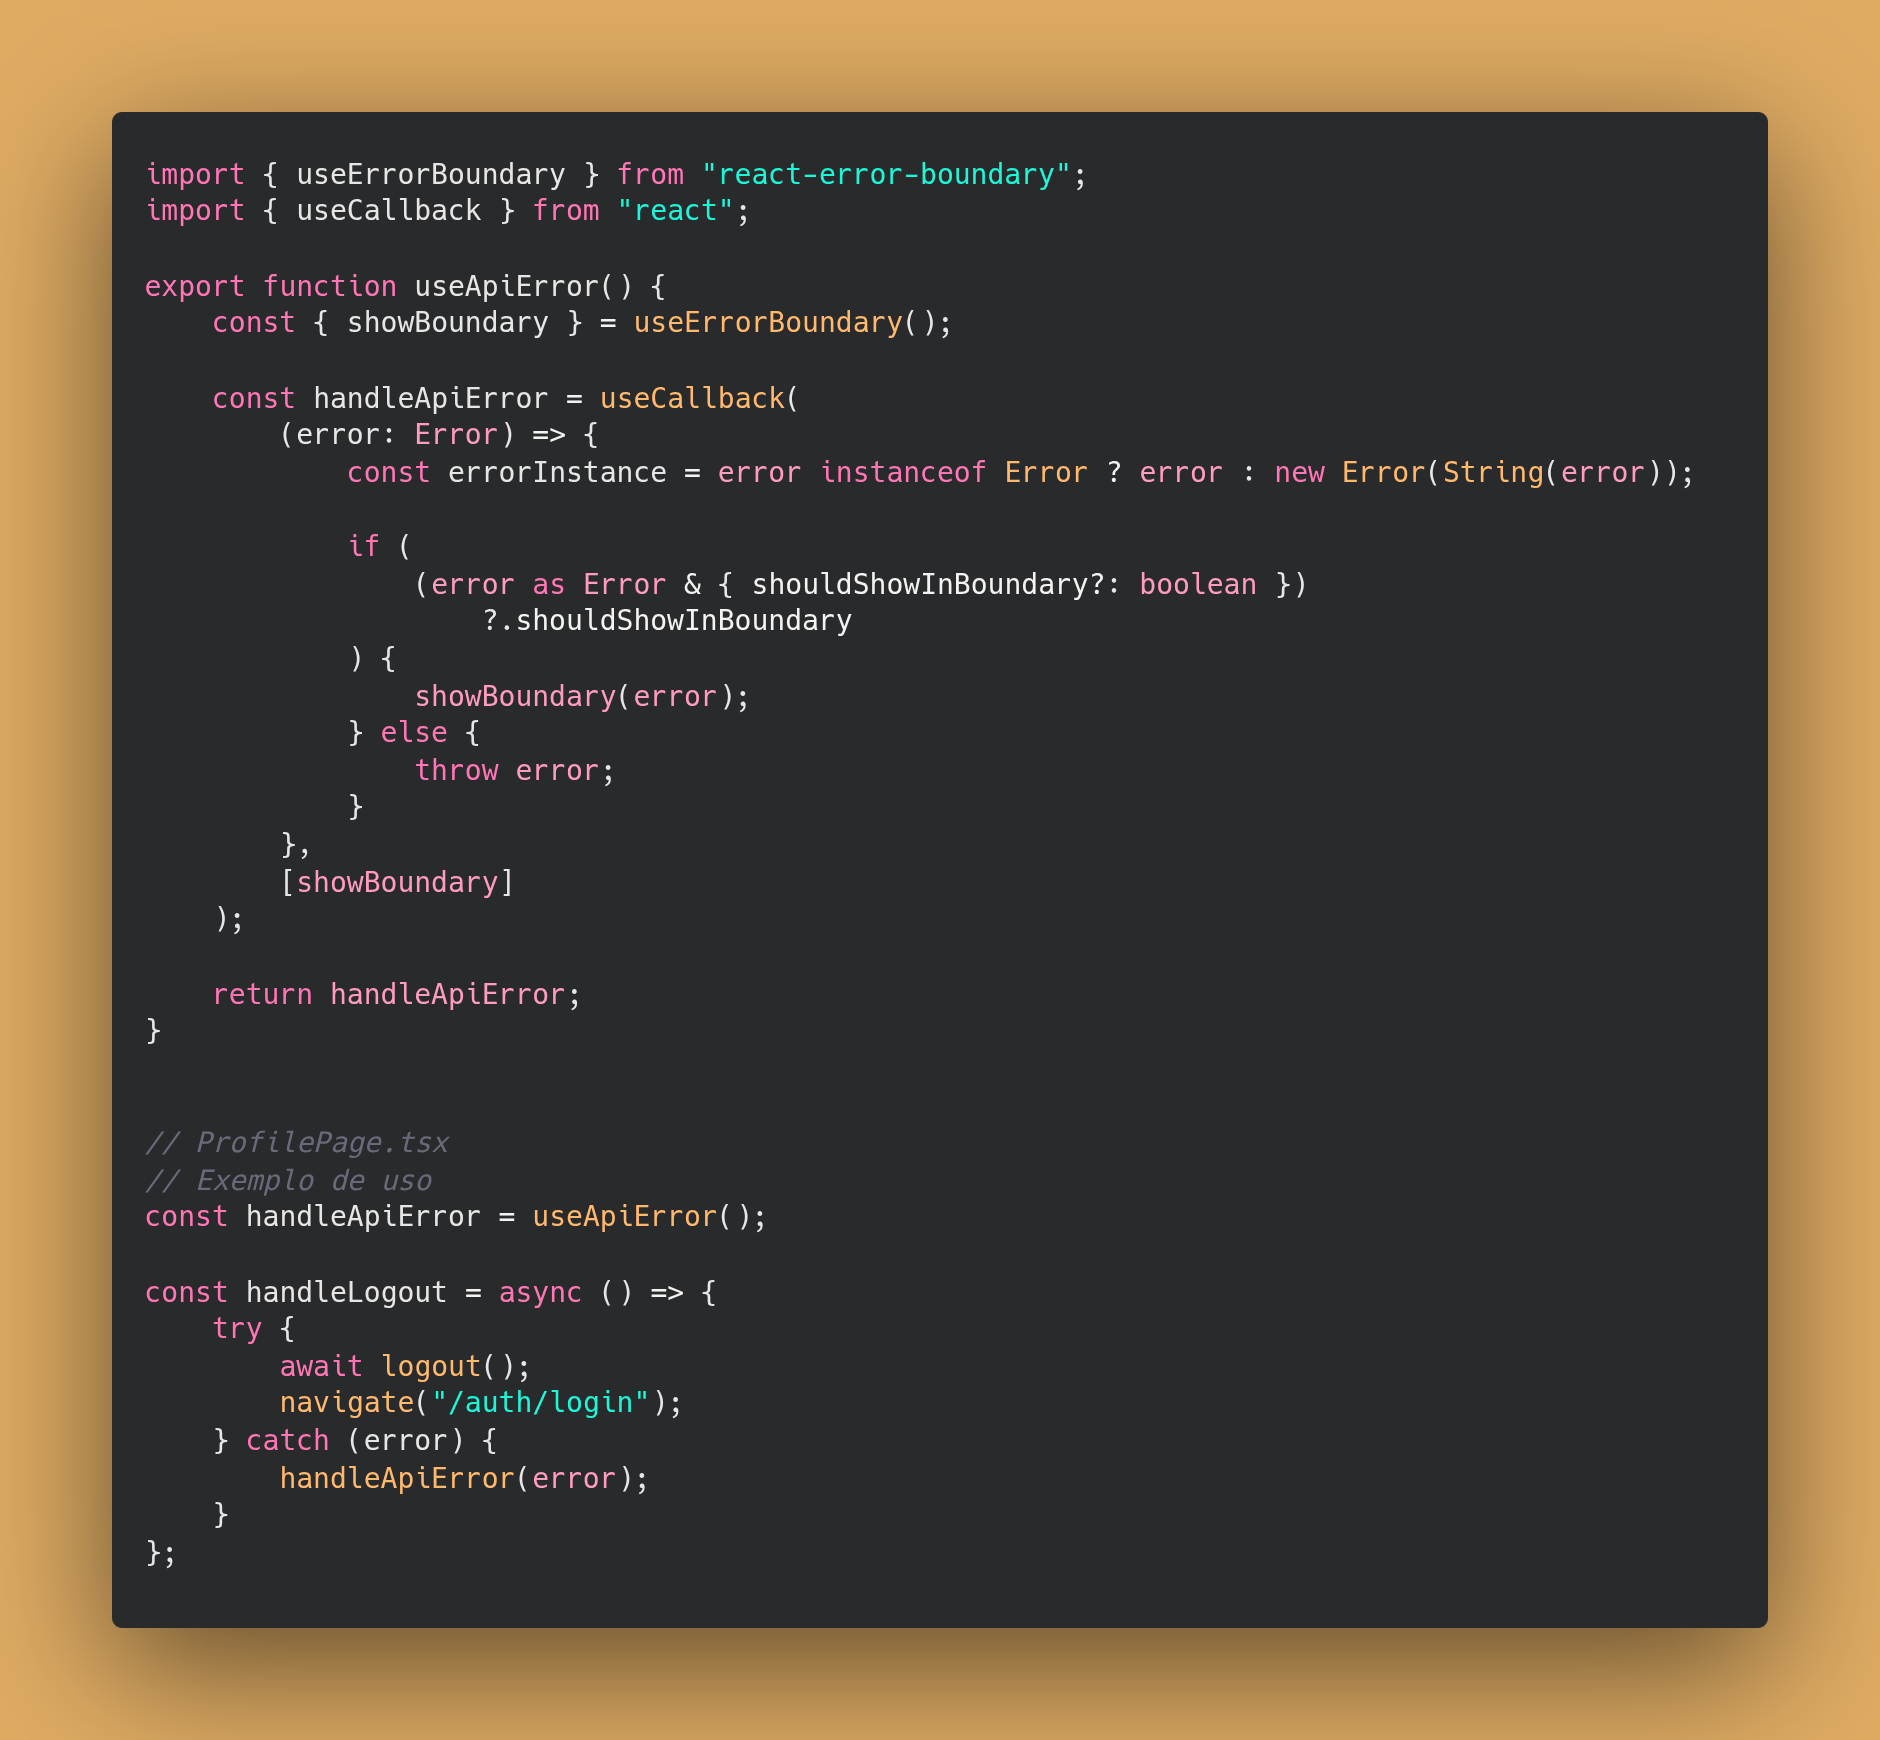 import { useErrorBoundary } from "react-error-boundary";
import { useCallback } from "react";

export function useApiError() {
    const { showBoundary } = useErrorBoundary();

    const handleApiError = useCallback(
        (error: Error) => {
            const errorInstance = error instanceof Error ? error : new Error(String(error));

            if (
                (error as Error & { shouldShowInBoundary?: boolean })
                    ?.shouldShowInBoundary
            ) {
                showBoundary(error);
            } else {
                throw error;
            }
        },
        [showBoundary]
    );

    return handleApiError;
}


// ProfilePage.tsx
// Exemplo de uso
const handleApiError = useApiError();

const handleLogout = async () => {
    try {
        await logout();
        navigate("/auth/login");
    } catch (error) {
        handleApiError(error);
    }
};